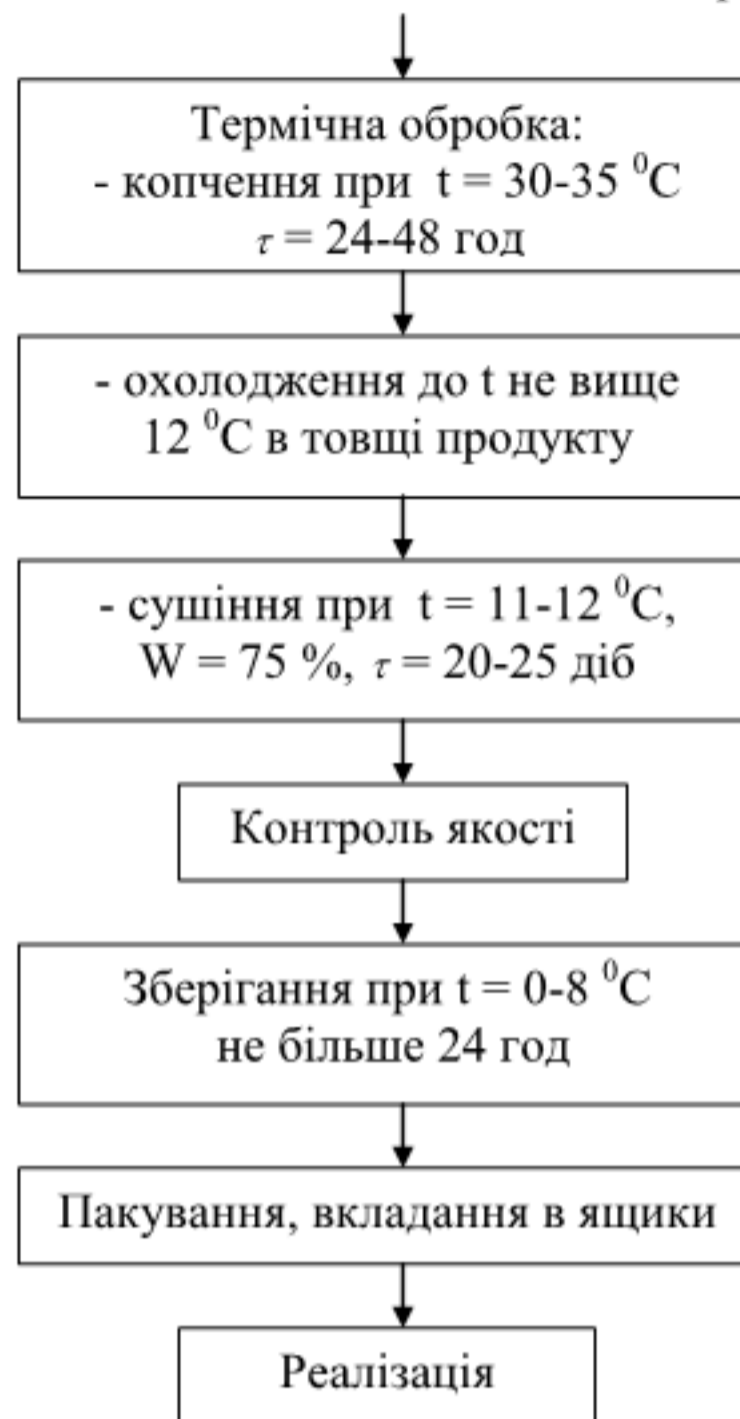 Термічна обробка:
- копчення при t = 30-35 ⁰C
τ = 24-48 год
- охолодження до t не вище
12 ⁰C в товщі продукту
- сушіння при t = 11-12 ⁰C,
W = 75 %, τ = 20-25 діб
Контроль якості
Зберігання при t = 0-8 ⁰C
не більше 24 год
Пакування, вкладання в ящики
Реалізація